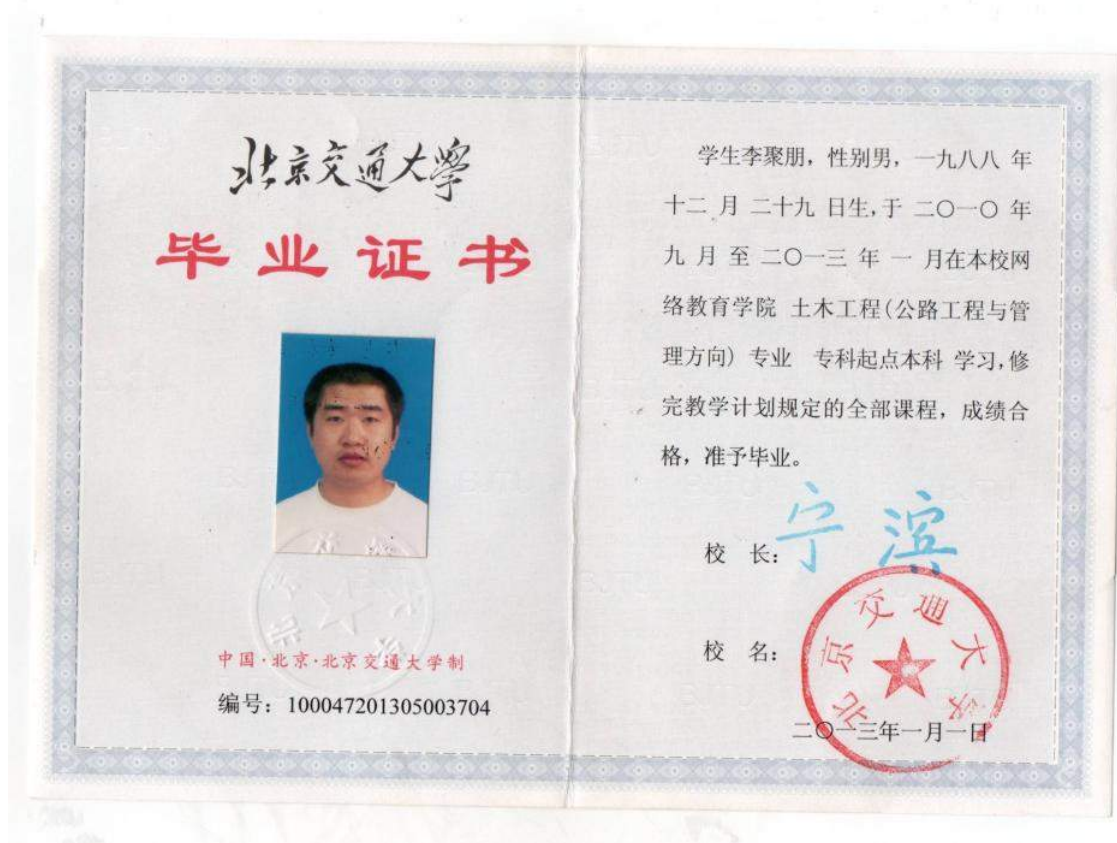 北京交通大學
毕业证书
中国·北京·北京交通大学制
编号：100047201305003704
学生李聚朋，性别男，一九八八 年
十二 月 二十九 日生,于 二〇一〇 年
九 月 至 二〇一三 年 一 月在本校网
络教育学院 土木工程(公路工程与管
理方向) 专业 专科起点本科 学习,修
完教学计划规定的全部课程，成绩合
格，准予毕业。
校 长: 宁滨
校 名:
北京交通大学
二〇一三年一月一日